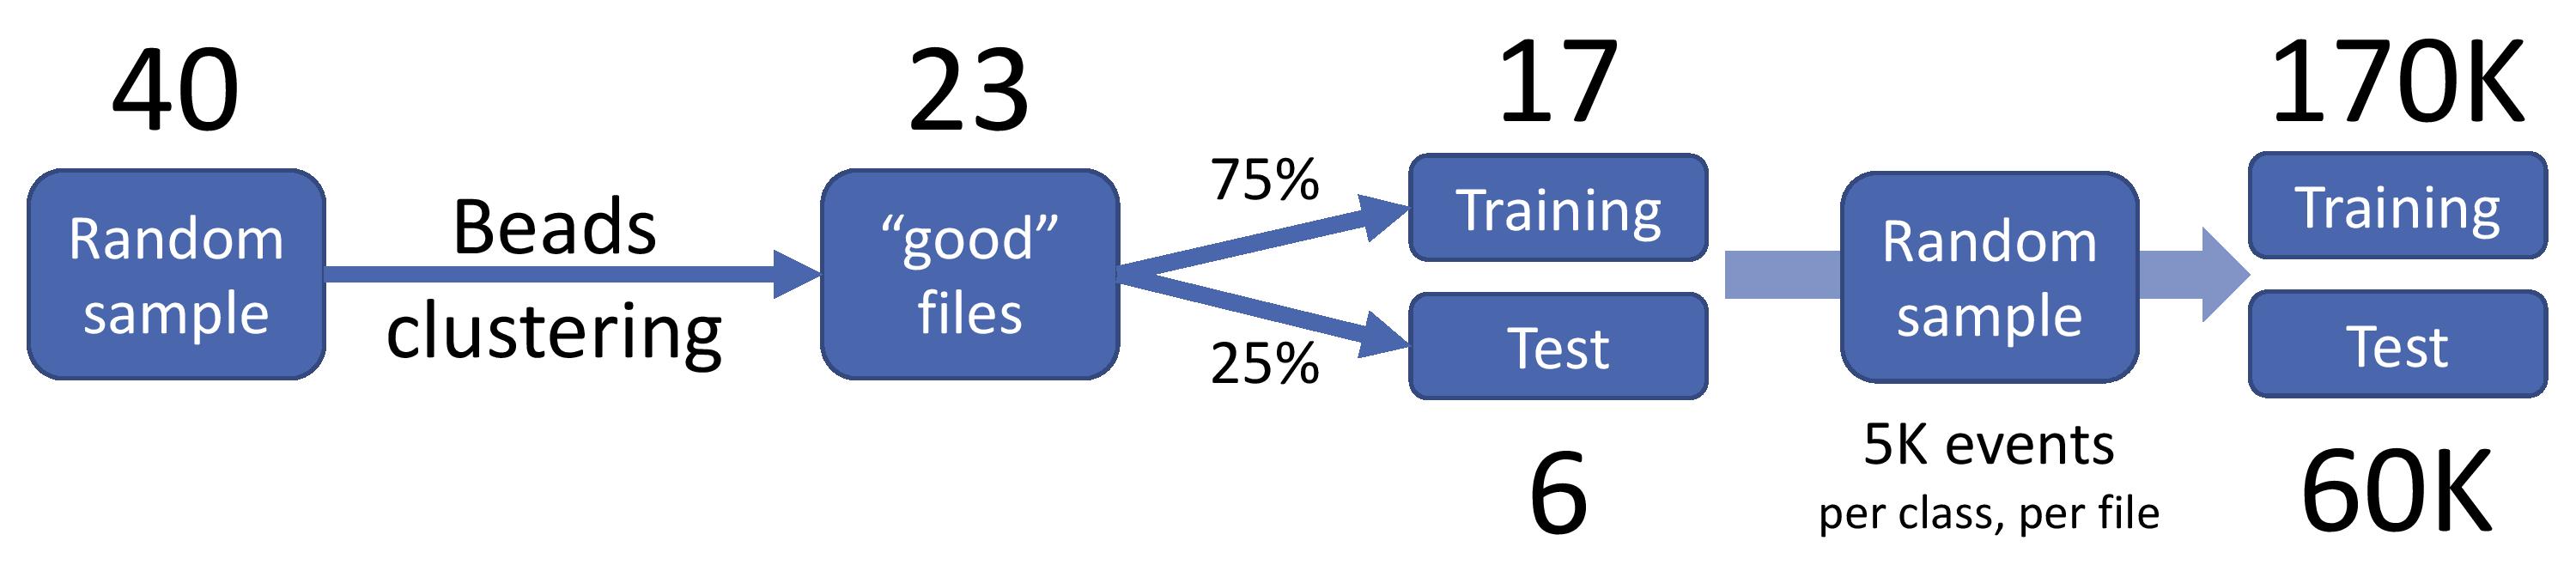 40
Random
sample
Beads
clustering
23
“good”
files
75%
25%
17
Training
Test
6
Random
sample
5K events
per class, per file
170K
Training
Test
60K